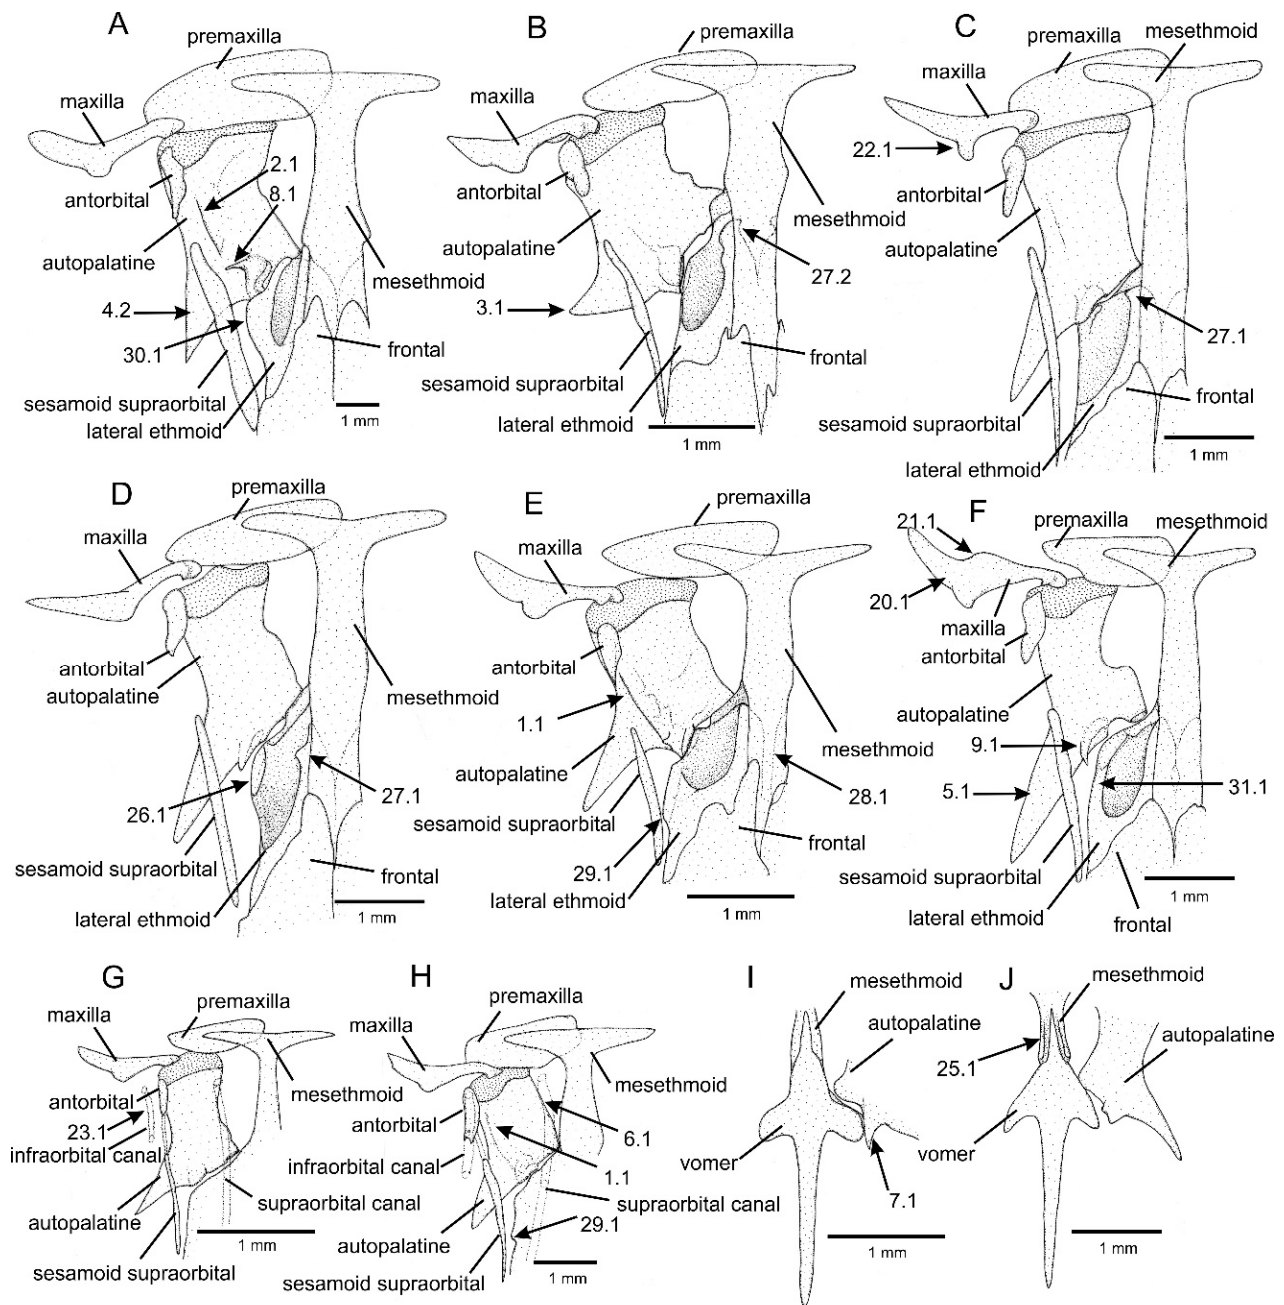 A
premaxilla
maxilla
2.1
8.1
antorbital
autopalatine
mesethmoid
4.2
30.1
frontal
sesamoid supraorbital
lateral ethmoid
1 mm
B
premaxilla
maxilla
antorbital
mesethmoid
autopalatine
27.2
3.1
frontal
sesamoid supraorbital
lateral ethmoid
1 mm
C
mesethmoid
premaxilla
maxilla
22.1
antorbital
autopalatine
27.1
frontal
sesamoid supraorbital
lateral ethmoid
1 mm
D
premaxilla
maxilla
antorbital
autopalatine
mesethmoid
26.1
27.1
sesamoid supraorbital
frontal
lateral ethmoid
1 mm
E
premaxilla
maxilla
antorbital
1.1
mesethmoid
autopalatine
28.1
sesamoid supraorbital
frontal
29.1
lateral ethmoid
1 mm
F
21.1
premaxilla
mesethmoid
20.1
maxilla
antorbital
autopalatine
9.1
5.1
31.1
sesamoid supraorbital
lateral ethmoid
frontal
1 mm
G
premaxilla
maxilla
mesethmoid
antorbital
23.1
infraorbital canal
autopalatine
supraorbital canal
sesamoid supraorbital
1 mm
H
premaxilla
maxilla
mesethmoid
antorbital
6.1
infraorbital canal
1.1
supraorbital canal
29.1
autopalatine
sesamoid supraorbital
1 mm
I
mesethmoid
autopalatine
vomer
7.1
1 mm
J
mesethmoid
autopalatine
25.1
vomer
1 mm